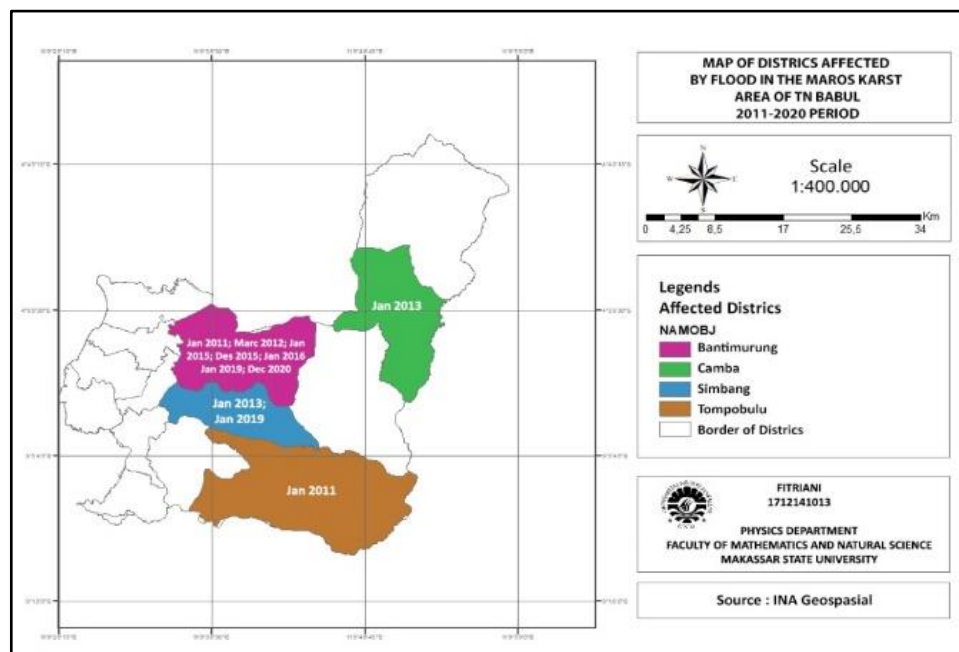 MAP OF DISTRICS AFFECTED
BY FLOOD IN THE MAROS KARST
AREA OF TN BABUL
2011-2020 PERIOD
N
W
E
S
Scale
1:400.000
Km
0 4,25 8,5 17 25,5 34
Legends
Affected Districs
NAMOBJ
Bantimurung
Camba
Simbang
Tompobulu
Border of Districs
FITRIANI
1712141013
PHYSICS DEPARTMENT
FACULTY OF MATHEMATICS AND NATURAL SCIENCE
MAKASSAR STATE UNIVERSITY
Source : INA Geospasial
Jan 2013
Jan 2011; Marc 2012; Jan
2015; Des 2015; Jan 2016
Jan 2019; Dec 2020
Jan 2013;
Jan 2019
Jan 2011